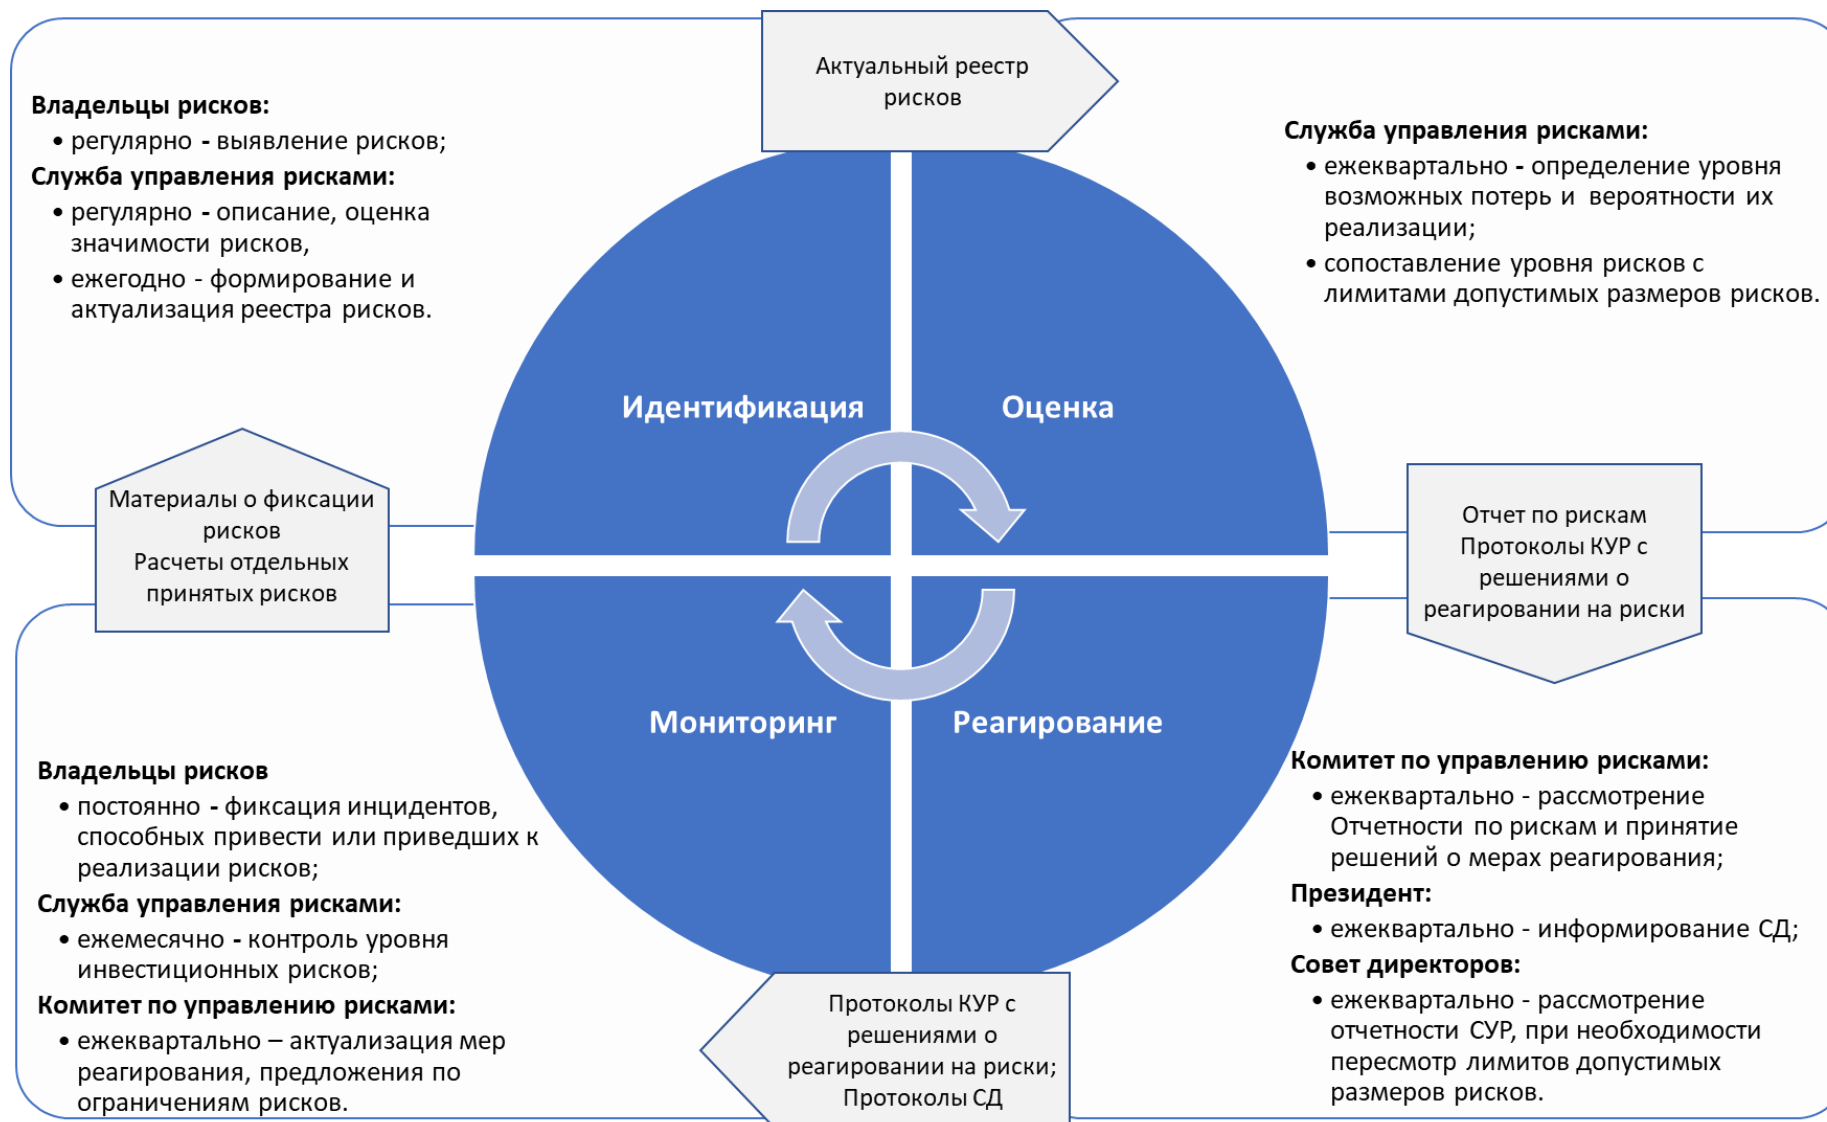 Актуальный реестр
рисков
Владельцы рисков:
• регулярно - выявление рисков;
Служба управления рисками:
• регулярно - описание, оценка
значимости рисков,
• ежегодно - формирование и
актуализация реестра рисков.
Служба управления рисками:
• ежеквартально - определение уровня
возможных потерь и вероятности их
реализации;
• сопоставление уровня рисков с
лимитами допустимых размеров рисков.
Идентификация
Оценка
Материалы о фиксации
рисков
Расчеты отдельных
принятых рисков
Отчет по рискам
Протоколы КУР с
решениями о
реагировании на риски
Мониторинг
Реагирование
Владельцы рисков
• постоянно - фиксация инцидентов,
способных привести или приведших к
реализации рисков;
Служба управления рисками:
• ежемесячно - контроль уровня
инвестиционных рисков;
Комитет по управлению рисками:
• ежеквартально – актуализация мер
реагирования, предложения по
ограничениям рисков.
Комитет по управлению рисками:
• ежеквартально - рассмотрение
Отчетности по рискам и принятие
решений о мерах реагирования;
Президент:
• ежеквартально - информирование СД;
Совет директоров:
• ежеквартально - рассмотрение
отчетности СУР, при необходимости
пересмотр лимитов допустимых
размеров рисков.
Протоколы КУР с
решениями о
реагировании на риски;
Протоколы СД